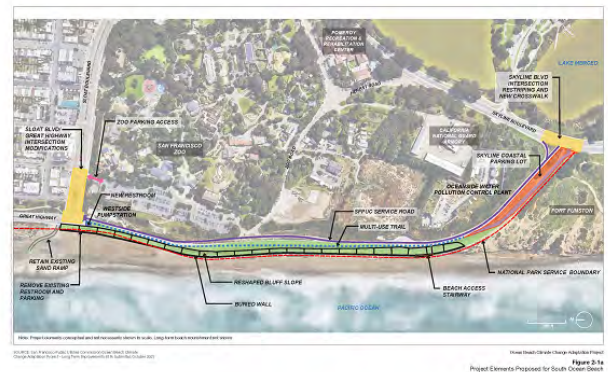 POMEROY
RECREATION &
REHABILITATION
CENTER
LAKE MERCED
SKYLINE BLVD
INTERSECTION
RESTRIPING AND
NEW CROSSWALK
SLOAT BOULEVARD
SLOAT BLVD/
GREAT HIGHWAY
INTERSECTION
MODIFICATIONS
ZOO PARKING ACCESS
SAN FRANCISCO
ZOO
SKYLINE BOULEVARD
CALIFORNIA
NATIONAL GUARD
ARMORY
SKYLINE COASTAL
PARKING LOT
NEW RESTROOM
WESTSIDE
PUMPSTATION
OCEANSIDE WATER
POLLUTION CONTROL PLANT
SFPUC SERVICE ROAD
FORT FUNSTON
GREAT HIGHWAY
MULTI-USE TRAIL
RETAIN EXISTING
SAND RAMP
NATIONAL PARK SERVICE BOUNDARY
REMOVE EXISTING
RESTROOM AND
PARKING
RESHAPED BLUFF SLOPE
BEACH ACCESS
STAIRWAY
BURIED WALL
PACIFIC OCEAN
Ocean Beach Climate Change Adaptation Project
Figure 2-1a
Project Elements Proposed for South Ocean Beach